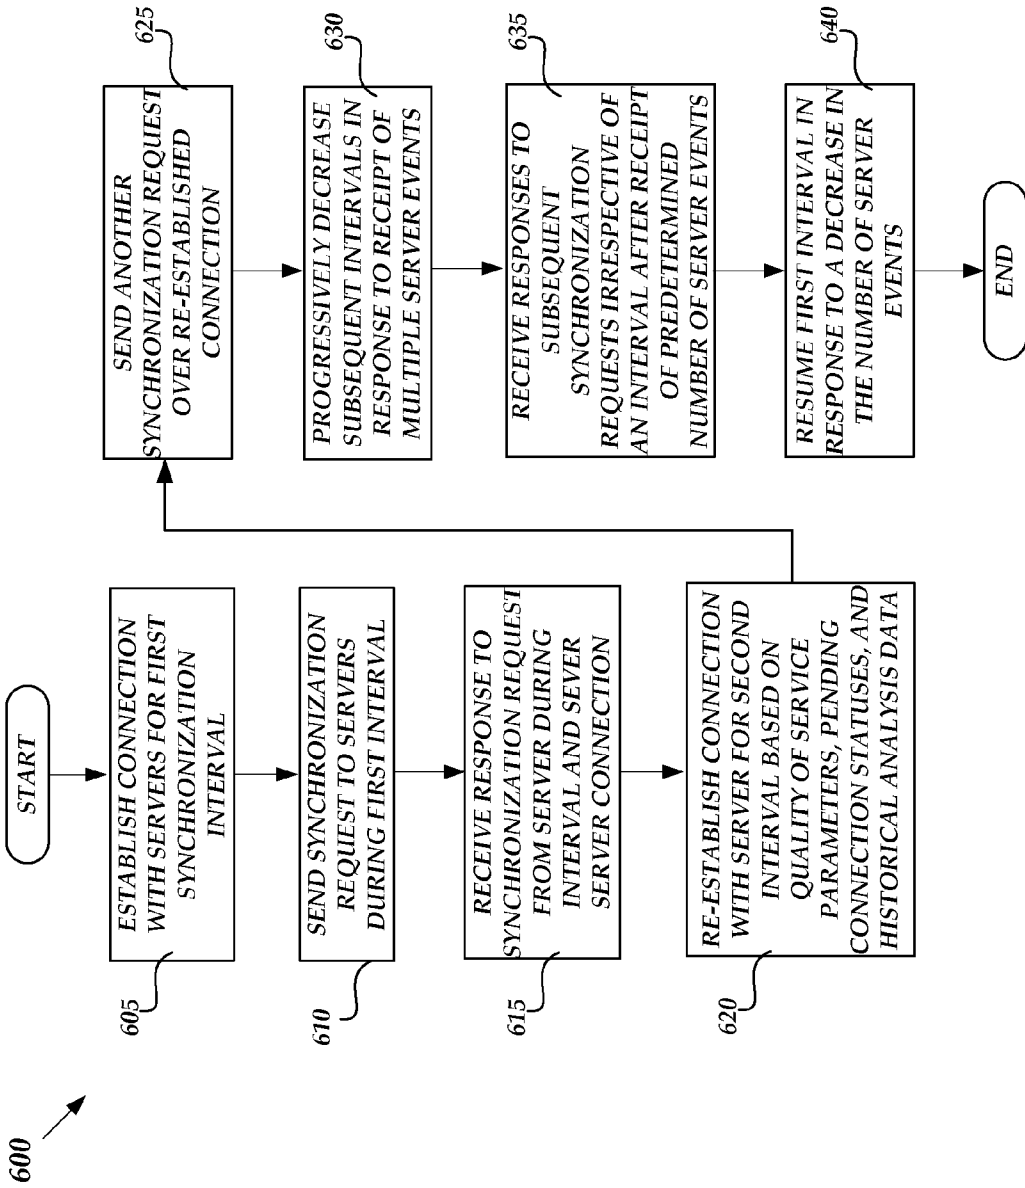 600
START
605
ESTABLISH CONNECTION
WITH SERVERS FOR FIRST
SYNCHRONIZATION
INTERVAL
610
SEND SYNCHRONIZATION
REQUEST TO SERVERS
DURING FIRST INTERVAL
615
RECEIVE RESPONSE TO
SYNCHRONIZATION REQUEST
FROM SERVER DURING
INTERVAL AND SEVER
SERVER CONNECTION
620
RE-ESTABLISH CONNECTION
WITH SERVER FOR SECOND
INTERVAL BASED ON
QUALITY OF SERVICE
PARAMETERS, PENDING
CONNECTION STATUSES, AND
HISTORICAL ANALYSIS DATA
625
SEND ANOTHER
SYNCHRONIZATION REQUEST
OVER RE-ESTABLISHED
CONNECTION
630
PROGRESSIVELY DECREASE
SUBSEQUENT INTERVALS IN
RESPONSE TO RECEIPT OF
MULTIPLE SERVER EVENTS
635
RECEIVE RESPONSES TO
SUBSEQUENT
SYNCHRONIZATION
REQUESTS IRRESPECTIVE OF
AN INTERVAL AFTER RECEIPT
OF PREDETERMINED
NUMBER OF SERVER EVENTS
640
RESUME FIRST INTERVAL IN
RESPONSE TO A DECREASE IN
THE NUMBER OF SERVER
EVENTS
END